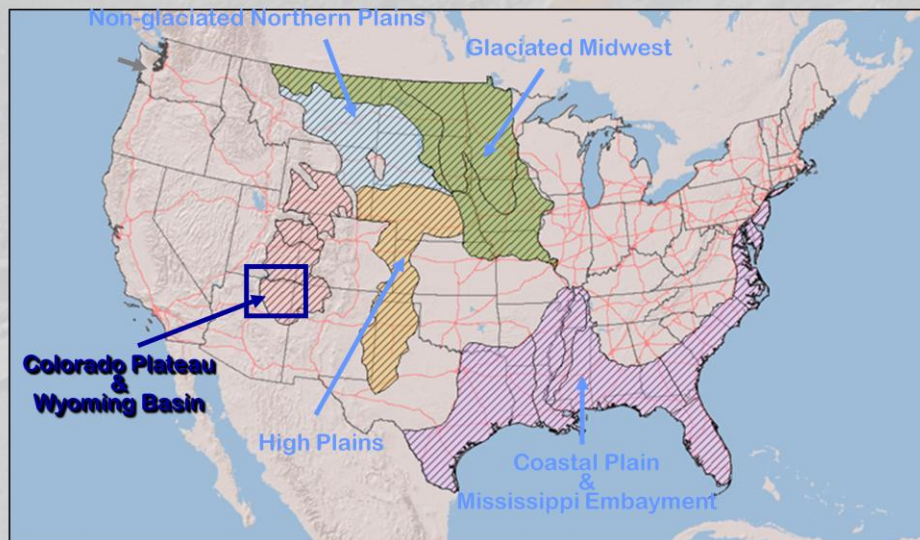 Non-glaciated Northern Plains
Glaciated Midwest
Colorado Plateau
&
Wyoming Basin
High Plains
Coastal Plain
&
Mississippi Embayment